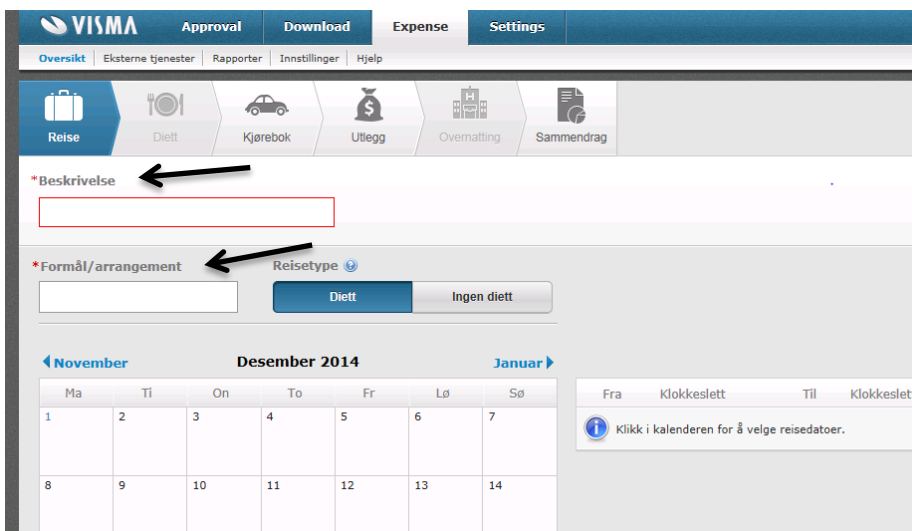 VISMA Approval Download Expense Settings
Oversikt Eksterne tjenester Rapporter Innstillinger Hjelp
Reise Diett Kjørebok Utlegg Overnatting Sammendrag
*Beskrivelse
*Formål/arrangement Reisetype ?
Diett Ingen diett
November Desember 2014 Januar
Ma Ti On To Fr Lø Sø
Fra Klokkeslett Til Klokkeslet
1 2 3 4 5 6 7
Klikk i kalenderen for å velge reisedatoer.
8 9 10 11 12 13 14